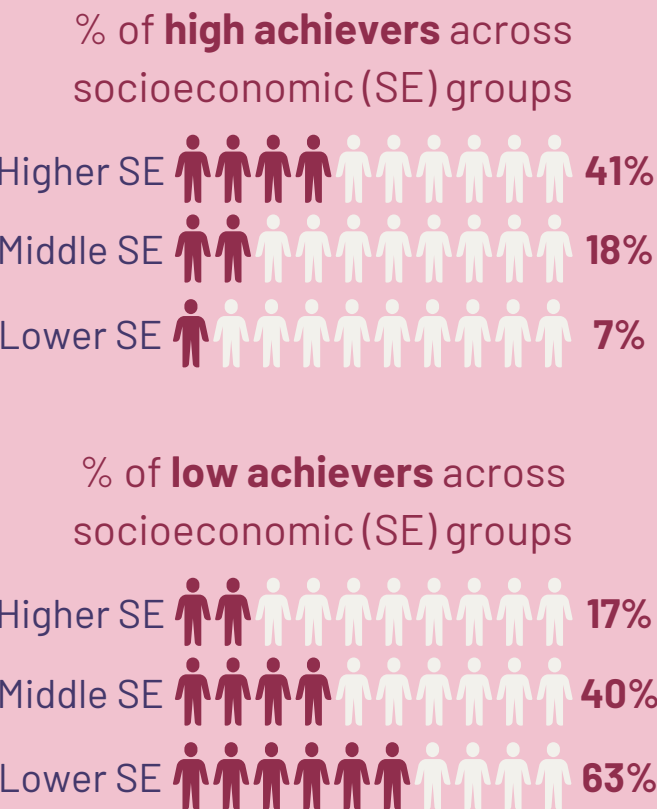 % of high achievers across
socioeconomic (SE) groups
Higher SE 41%
Middle SE 18%
Lower SE 7%
% of low achievers across
socioeconomic (SE) groups
Higher SE 17%
Middle SE 40%
Lower SE 63%